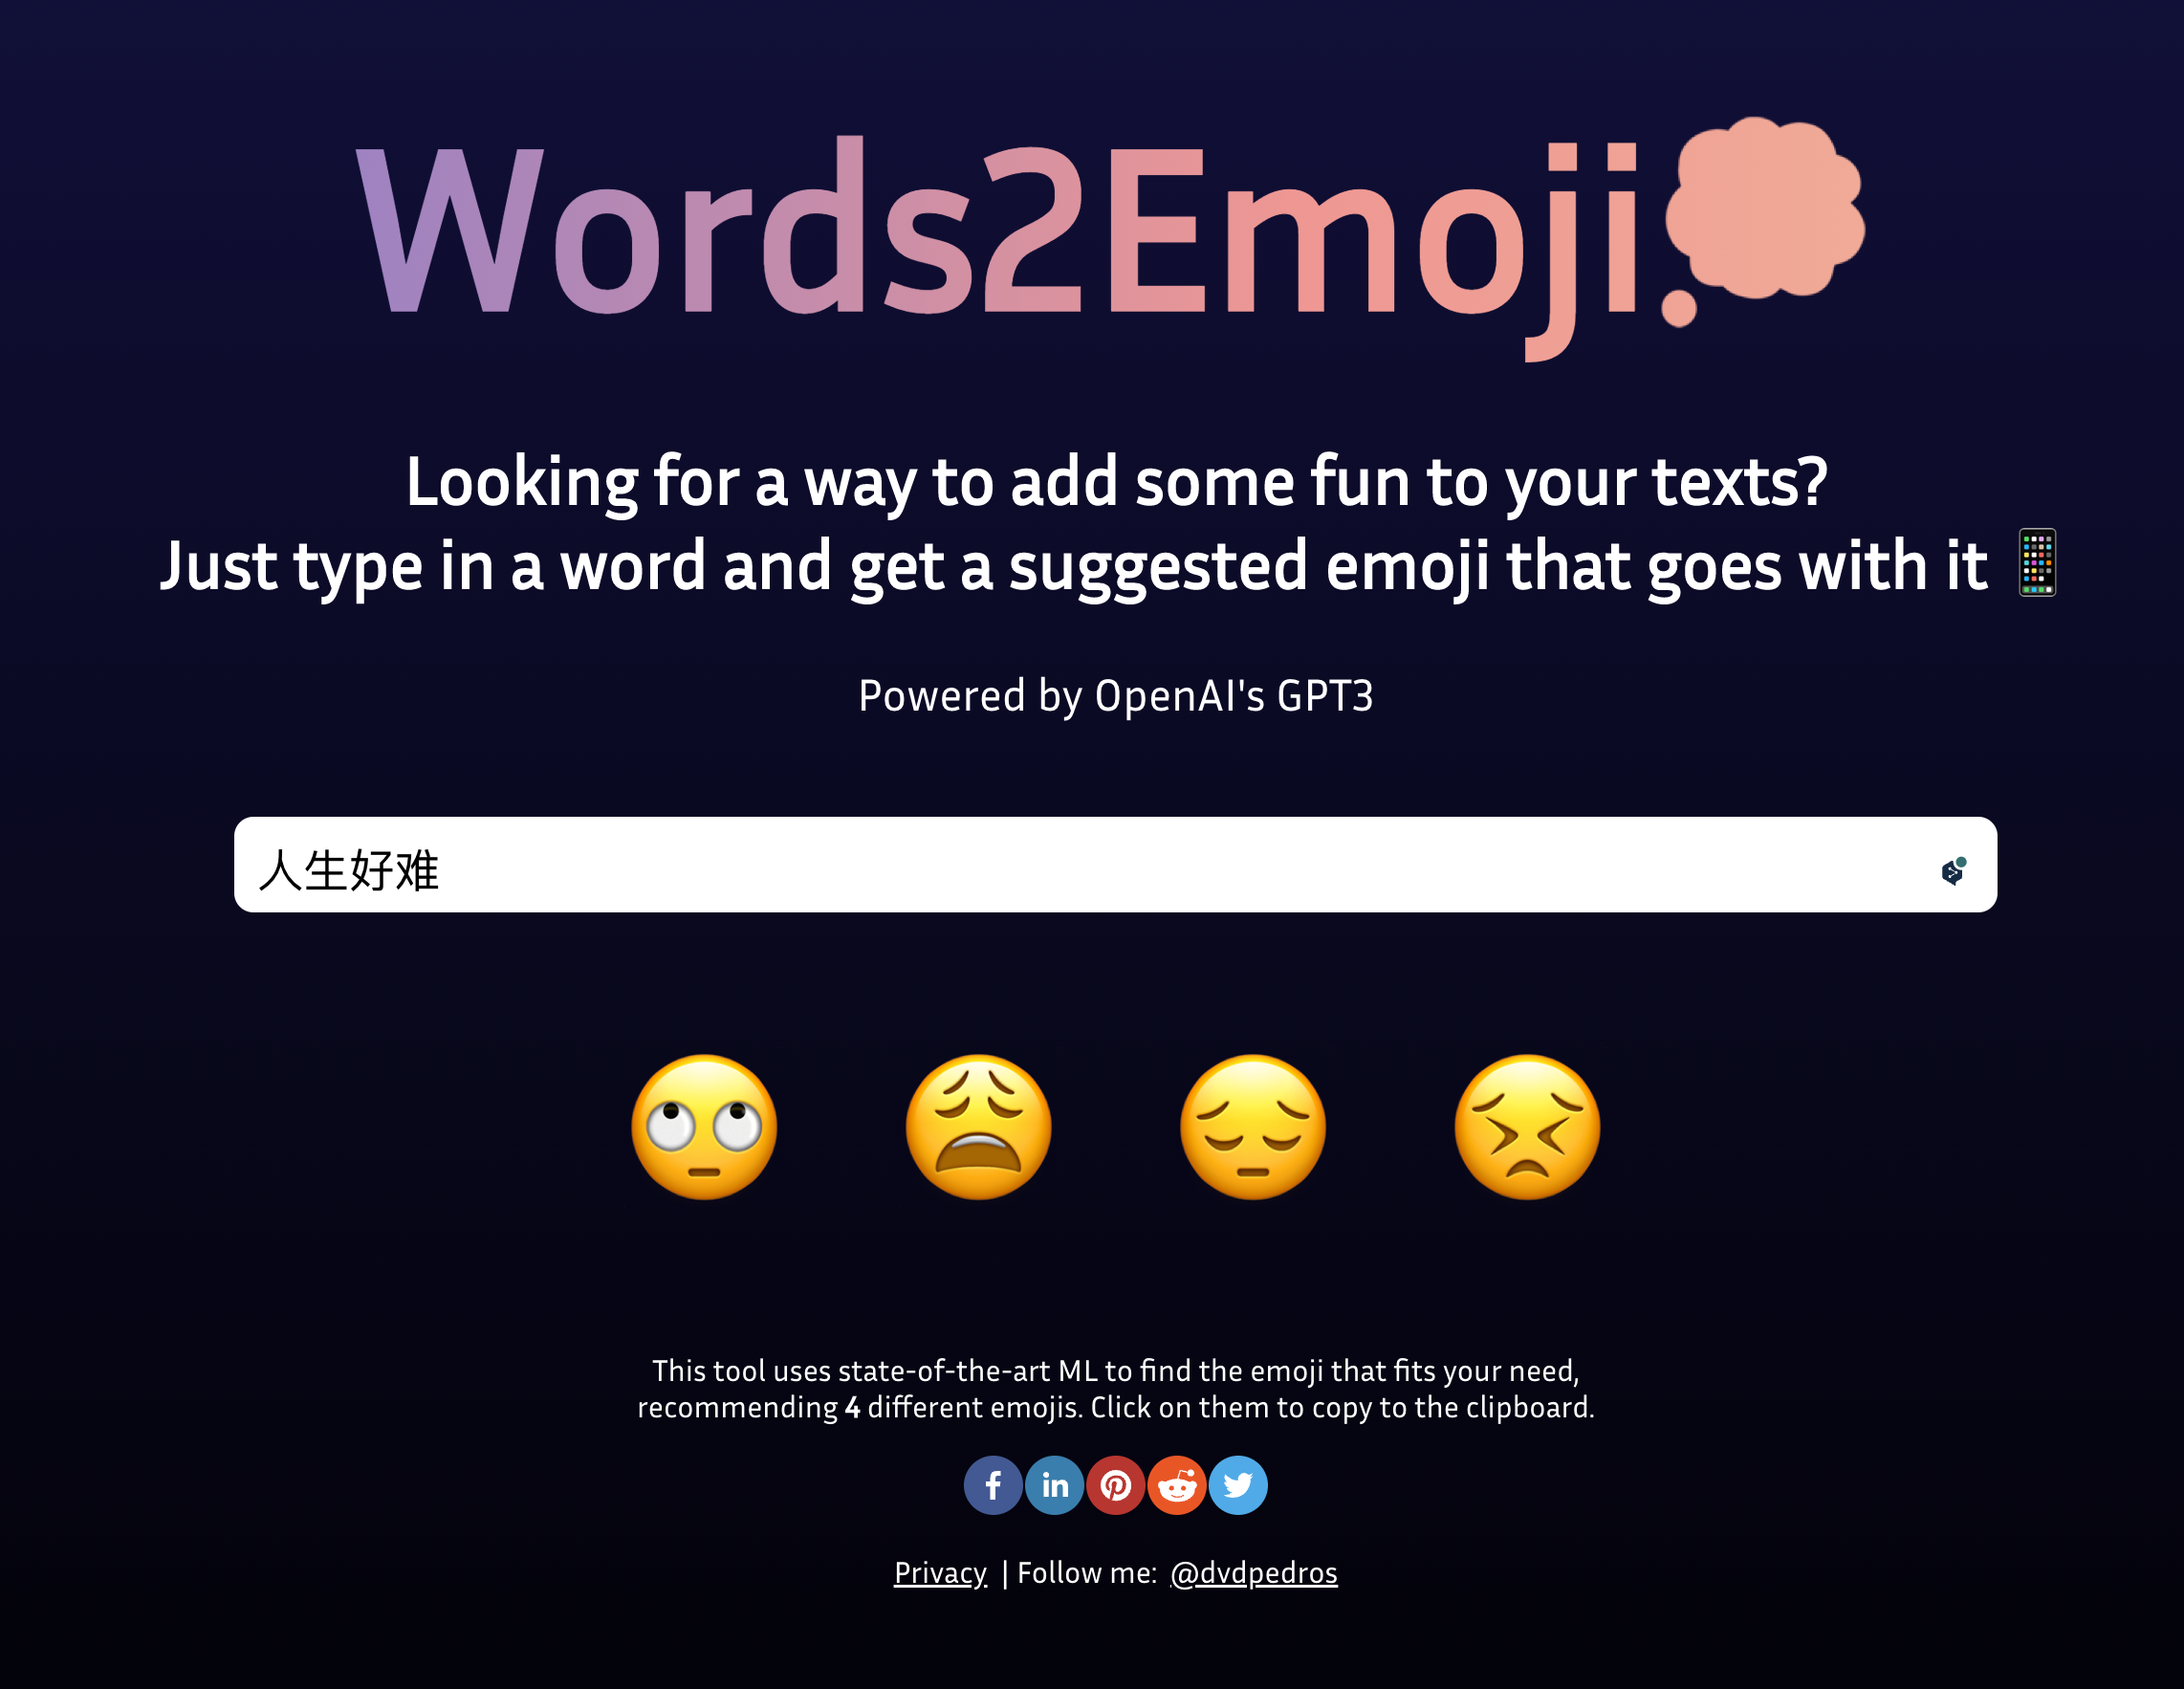 Words2Emoji💭
Looking for a way to add some fun to your texts?
Just type in a word and get a suggested emoji that goes with it 📱
Powered by OpenAI's GPT3
人生好难
🙄 😩 😔 😣
This tool uses state-of-the-art ML to find the emoji that fits your need,
recommending 4 different emojis. Click on them to copy to the clipboard.
Privacy | Follow me: @dvdpedros